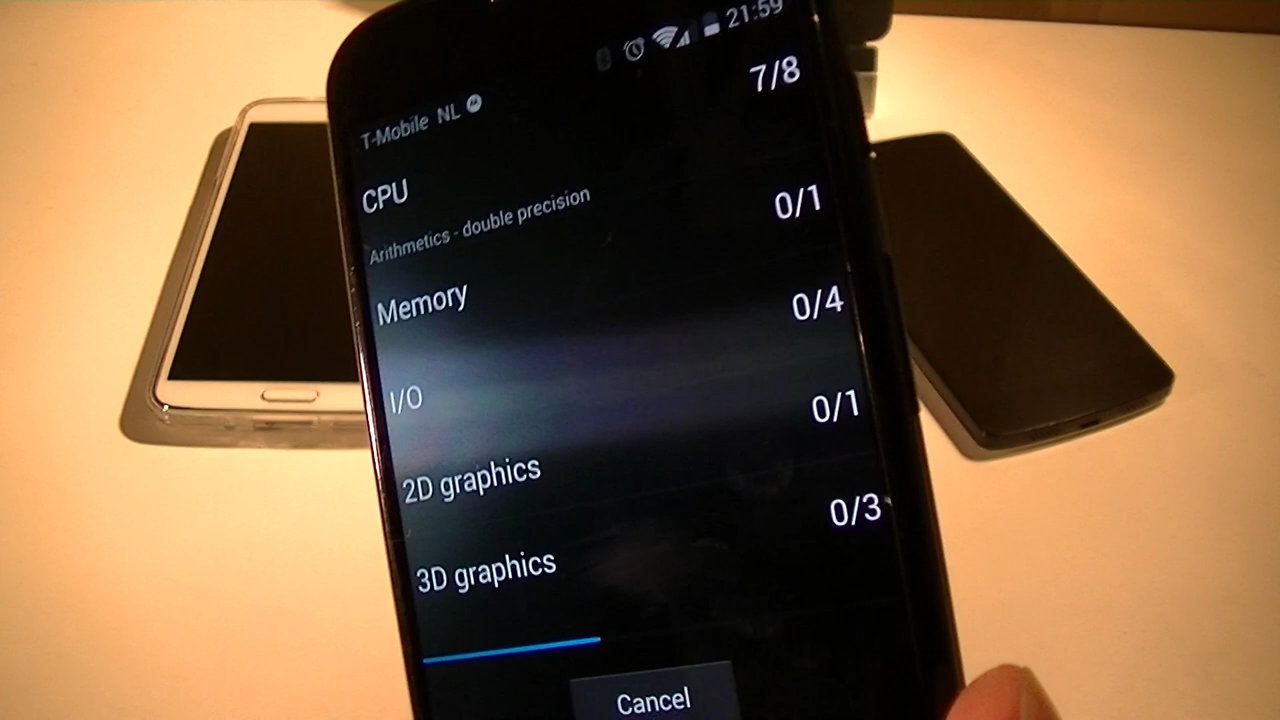 21:59
T-Mobile NL
CPU 7/8
Arithmetics - double precision
Memory 0/1
I/O 0/4
2D graphics 0/1
3D graphics 0/3
Cancel